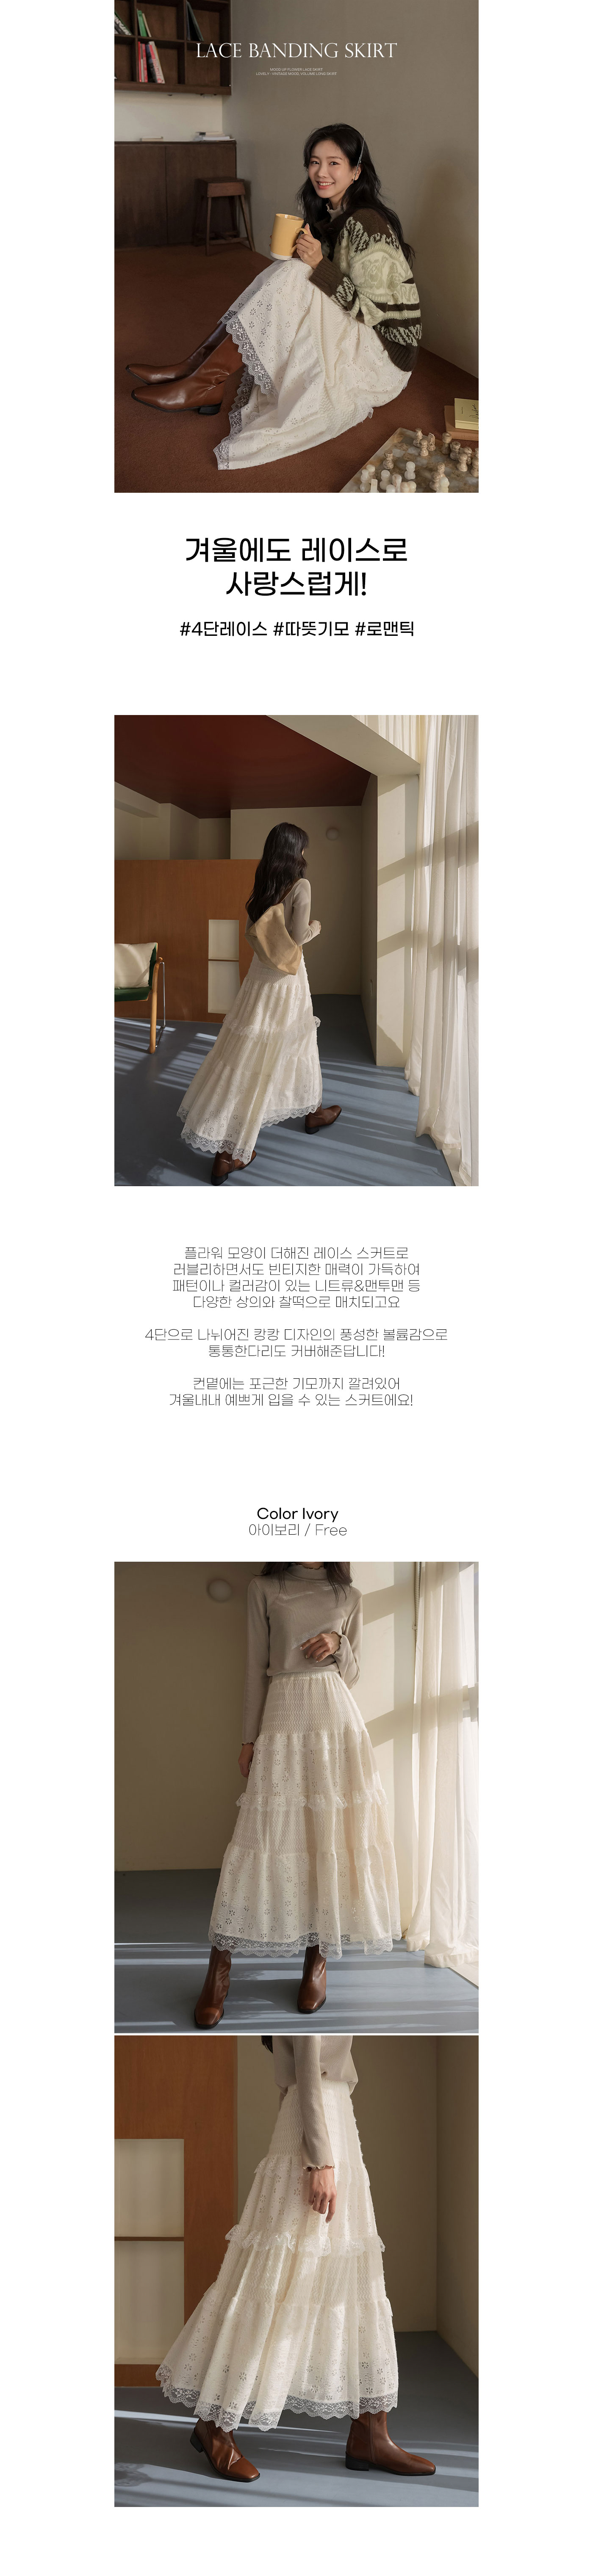 LACE BANDING SKIRT
겨울에도 레이스로
사랑스럽게!
#4단레이스 #따뜻기모 #로맨틱
플라워 모양이 더해진 레이스 스커트로
러블리하면서도 빈티지한 매력이 가득하여
패턴이나 컬러감이 있는 니트류&맨투맨 등
다양한 상의와 찰떡으로 매치되고요
4단으로 나뉘어진 캉캉 디자인의 풍성한 볼륨감으로
통통한다리도 커버해준답니다!
컨밑에는 포근한 기모까지 깔려있어
겨울내내 예쁘게 입을 수 있는 스커트에요!
Color Ivory
아이보리 / Free